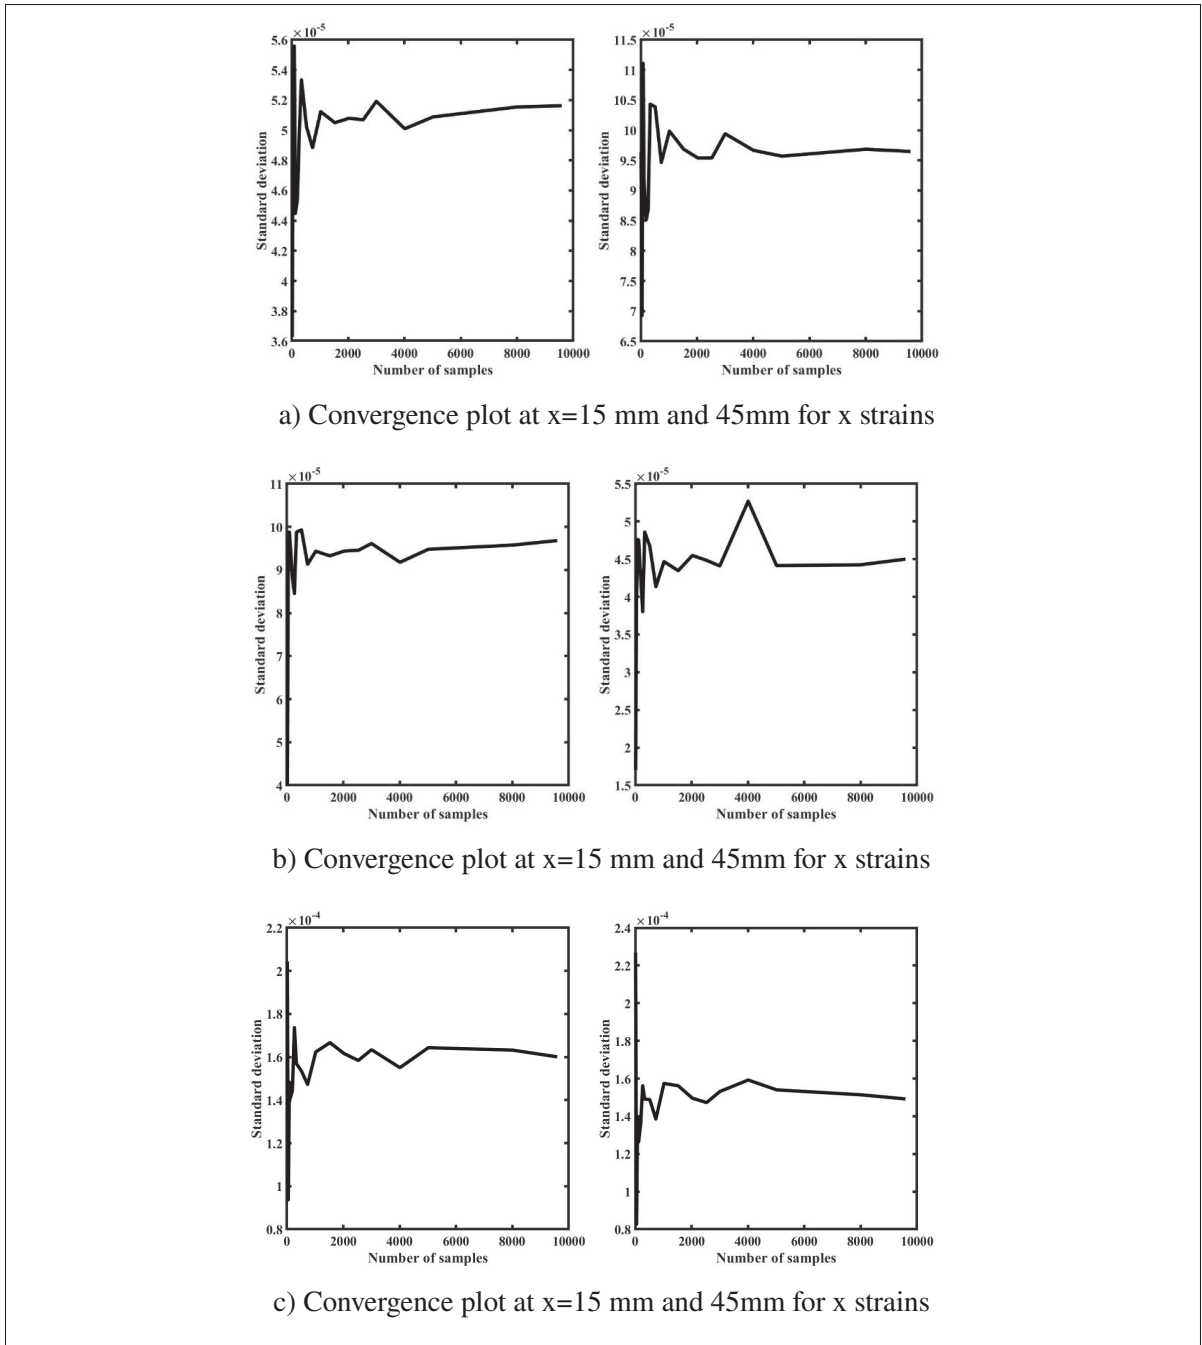 ×10-5
5.6
5.4
5.2
5
4.8
4.6
4.4
4.2
4
3.8
3.6
0 2000 4000 6000 8000 10000
Standard deviation
Number of samples
×10-5
11.5
11
10.5
10
9.5
9
8.5
8
7.5
7
6.5
0 2000 4000 6000 8000 10000
Standard deviation
Number of samples
a) Convergence plot at x=15 mm and 45mm for x strains
×10-5
11
10
9
8
7
6
5
4
0 2000 4000 6000 8000 10000
Standard deviation
Number of samples
×10-5
5.5
5
4.5
4
3.5
3
2.5
2
1.5
0 2000 4000 6000 8000 10000
Standard deviation
Number of samples
b) Convergence plot at x=15 mm and 45mm for x strains
×10-4
2.2
2
1.8
1.6
1.4
1.2
1
0.8
0 2000 4000 6000 8000 10000
Standard deviation
Number of samples
×10-4
2.4
2.2
2
1.8
1.6
1.4
1.2
1
0.8
0 2000 4000 6000 8000 10000
Standard deviation
Number of samples
c) Convergence plot at x=15 mm and 45mm for x strains